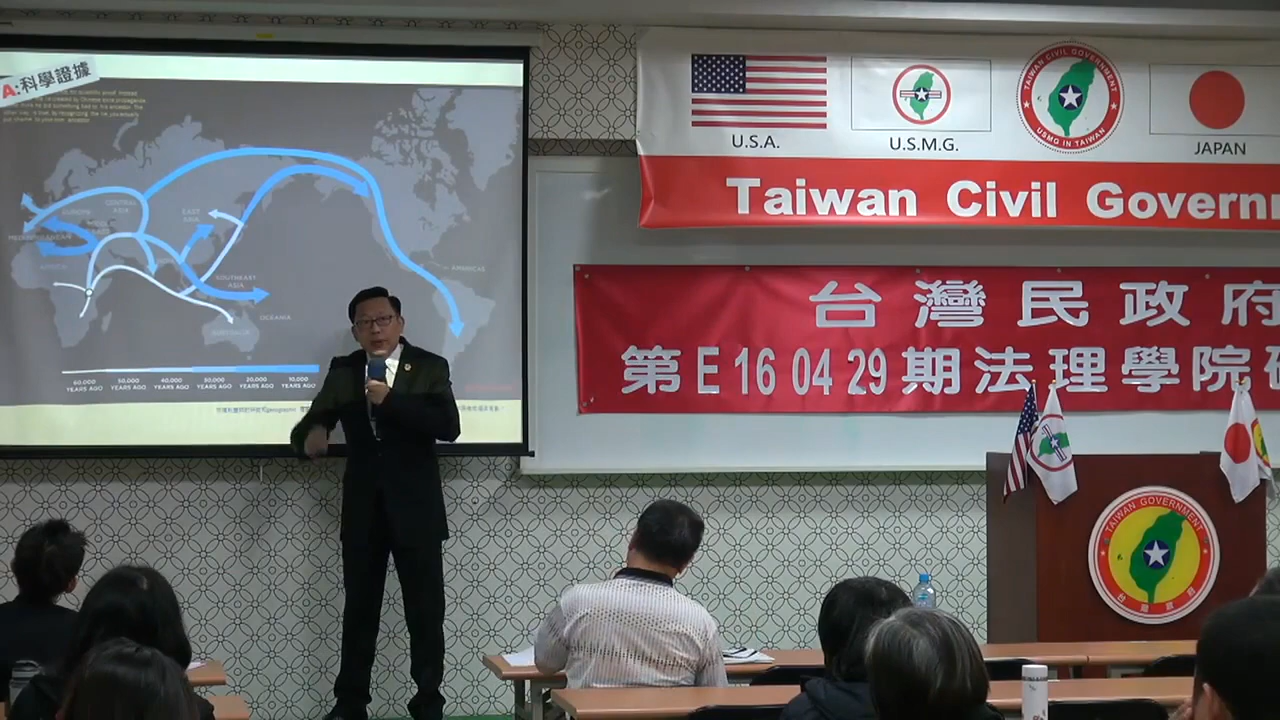 A:科學證據
EUROPE
CENTRAL
ASIA
EAST
ASIA
AFRICA
SOUTHEAST
ASIA
OCEANIA
AUSTRALIA
AMERICAS
60,000
YEARS AGO
50,000
YEARS AGO
40,000
YEARS AGO
30,000
YEARS AGO
20,000
YEARS AGO
10,000
YEARS AGO
U.S.A.
U.S.M.G.
TAIWAN CIVIL GOVERNMENT
USMG IN TAIWAN
JAPAN
Taiwan Civil Governm
台灣民政府
第E 16 04 29期法理學院研
TAIWAN GOVERNMENT
台灣政府